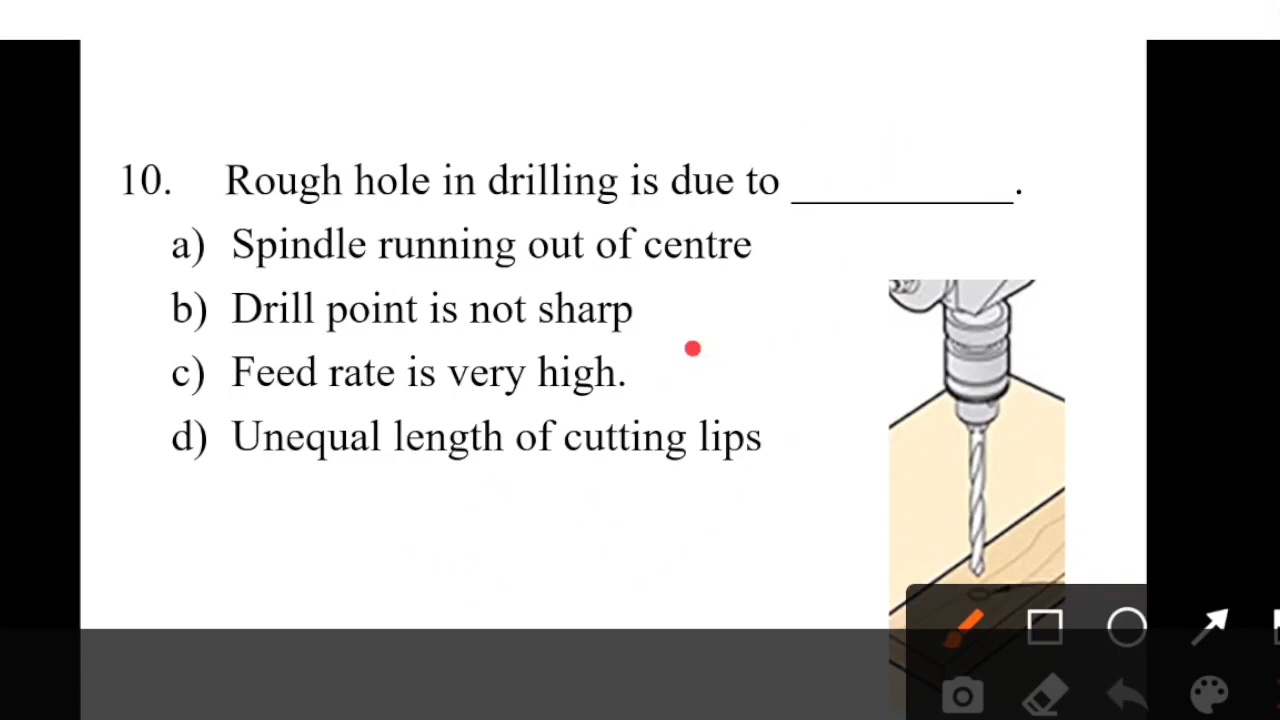 10. Rough hole in drilling is due to __________.
a) Spindle running out of centre
b) Drill point is not sharp
c) Feed rate is very high.
d) Unequal length of cutting lips